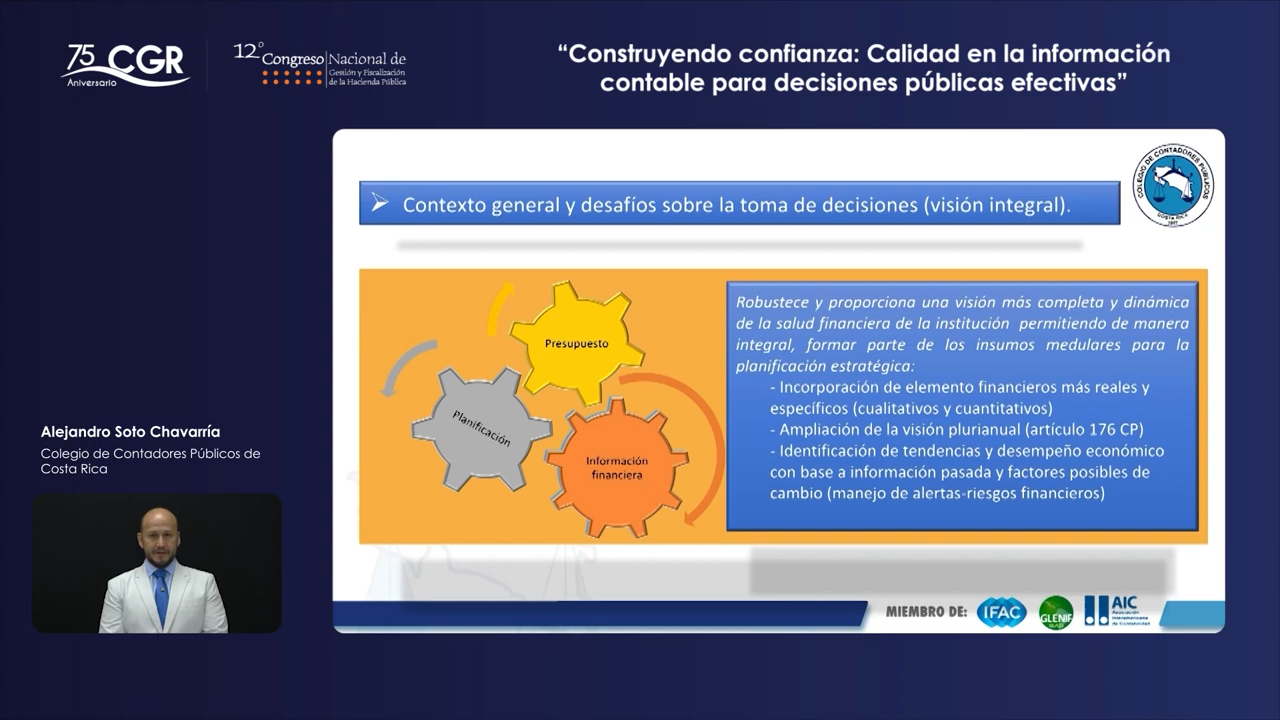 75 CGR
Aniversario
12° Congreso Nacional de
Gestión y Fiscalización
de la Hacienda Pública
“Construyendo confianza: Calidad en la información
contable para decisiones públicas efectivas”
COLEGIO DE CONTADORES PÚBLICOS
COSTA RICA
1947
Contexto general y desafíos sobre la toma de decisiones (visión integral).
Presupuesto
Planificación
Información
financiera
Robustece y proporciona una visión más completa y dinámica
de la salud financiera de la institución permitiendo de manera
integral, formar parte de los insumos medulares para la
planificación estratégica:
- Incorporación de elemento financieros más reales y
específicos (cualitativos y cuantitativos)
- Ampliación de la visión plurianual (artículo 176 CP)
- Identificación de tendencias y desempeño económico
con base a información pasada y factores posibles de
cambio (manejo de alertas-riesgos financieros)
Alejandro Soto Chavarría
Colegio de Contadores Públicos de
Costa Rica
MIEMBRO DE:
IFAC
GLENIF
AIC
Asociación
Interamericana
de Contabilidad